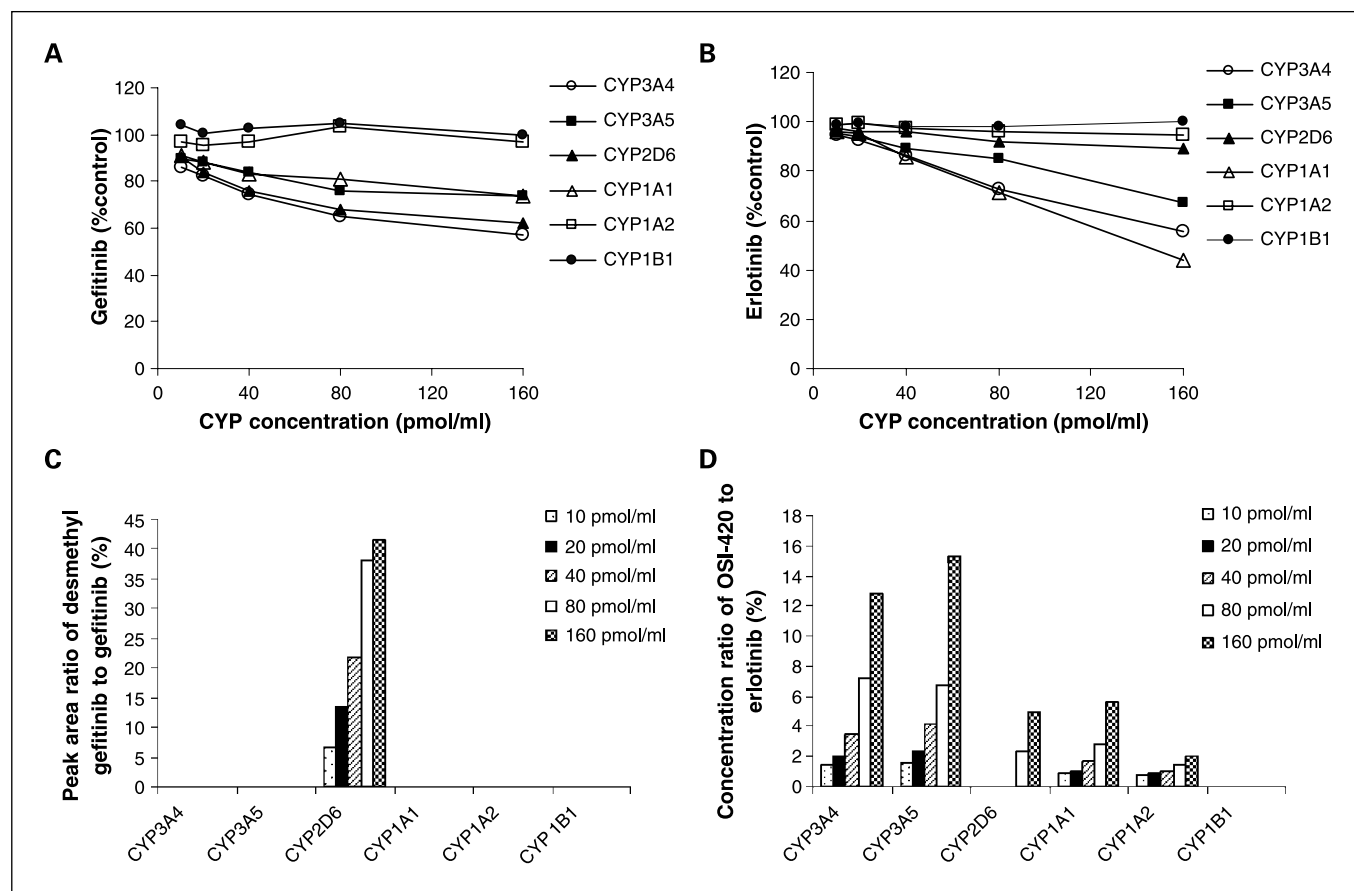 A
Gefitinib (%control)
120
100
80
60
40
20
0
0
40
80
120
160
CYP concentration (pmol/ml)
CYP3A4
CYP3A5
CYP2D6
CYP1A1
CYP1A2
CYP1B1
B
Erlotinib (%control)
120
100
80
60
40
20
0
0
40
80
120
160
CYP concentration (pmol/ml)
CYP3A4
CYP3A5
CYP2D6
CYP1A1
CYP1A2
CYP1B1
C
Peak area ratio of desmethyl
gefitinib to gefitinib (%)
45
40
35
30
25
20
15
10
5
0
CYP3A4
CYP3A5
CYP2D6
CYP1A1
CYP1A2
CYP 1B1
10 pmol/ml
20 pmol/ml
40 pmol/ml
80 pmol/ml
160 pmol/ml
D
Concentration ratio of OSI-420 to
erlotinib (%)
18
16
14
12
10
8
6
4
2
0
CYP3A4
CYP3A5
CYP2D6
CYP1A1
CYP1A2
CYP1B1
10 pmol/ml
20 pmol/ml
40 pmol/ml
80 pmol/ml
160 pmol/ml